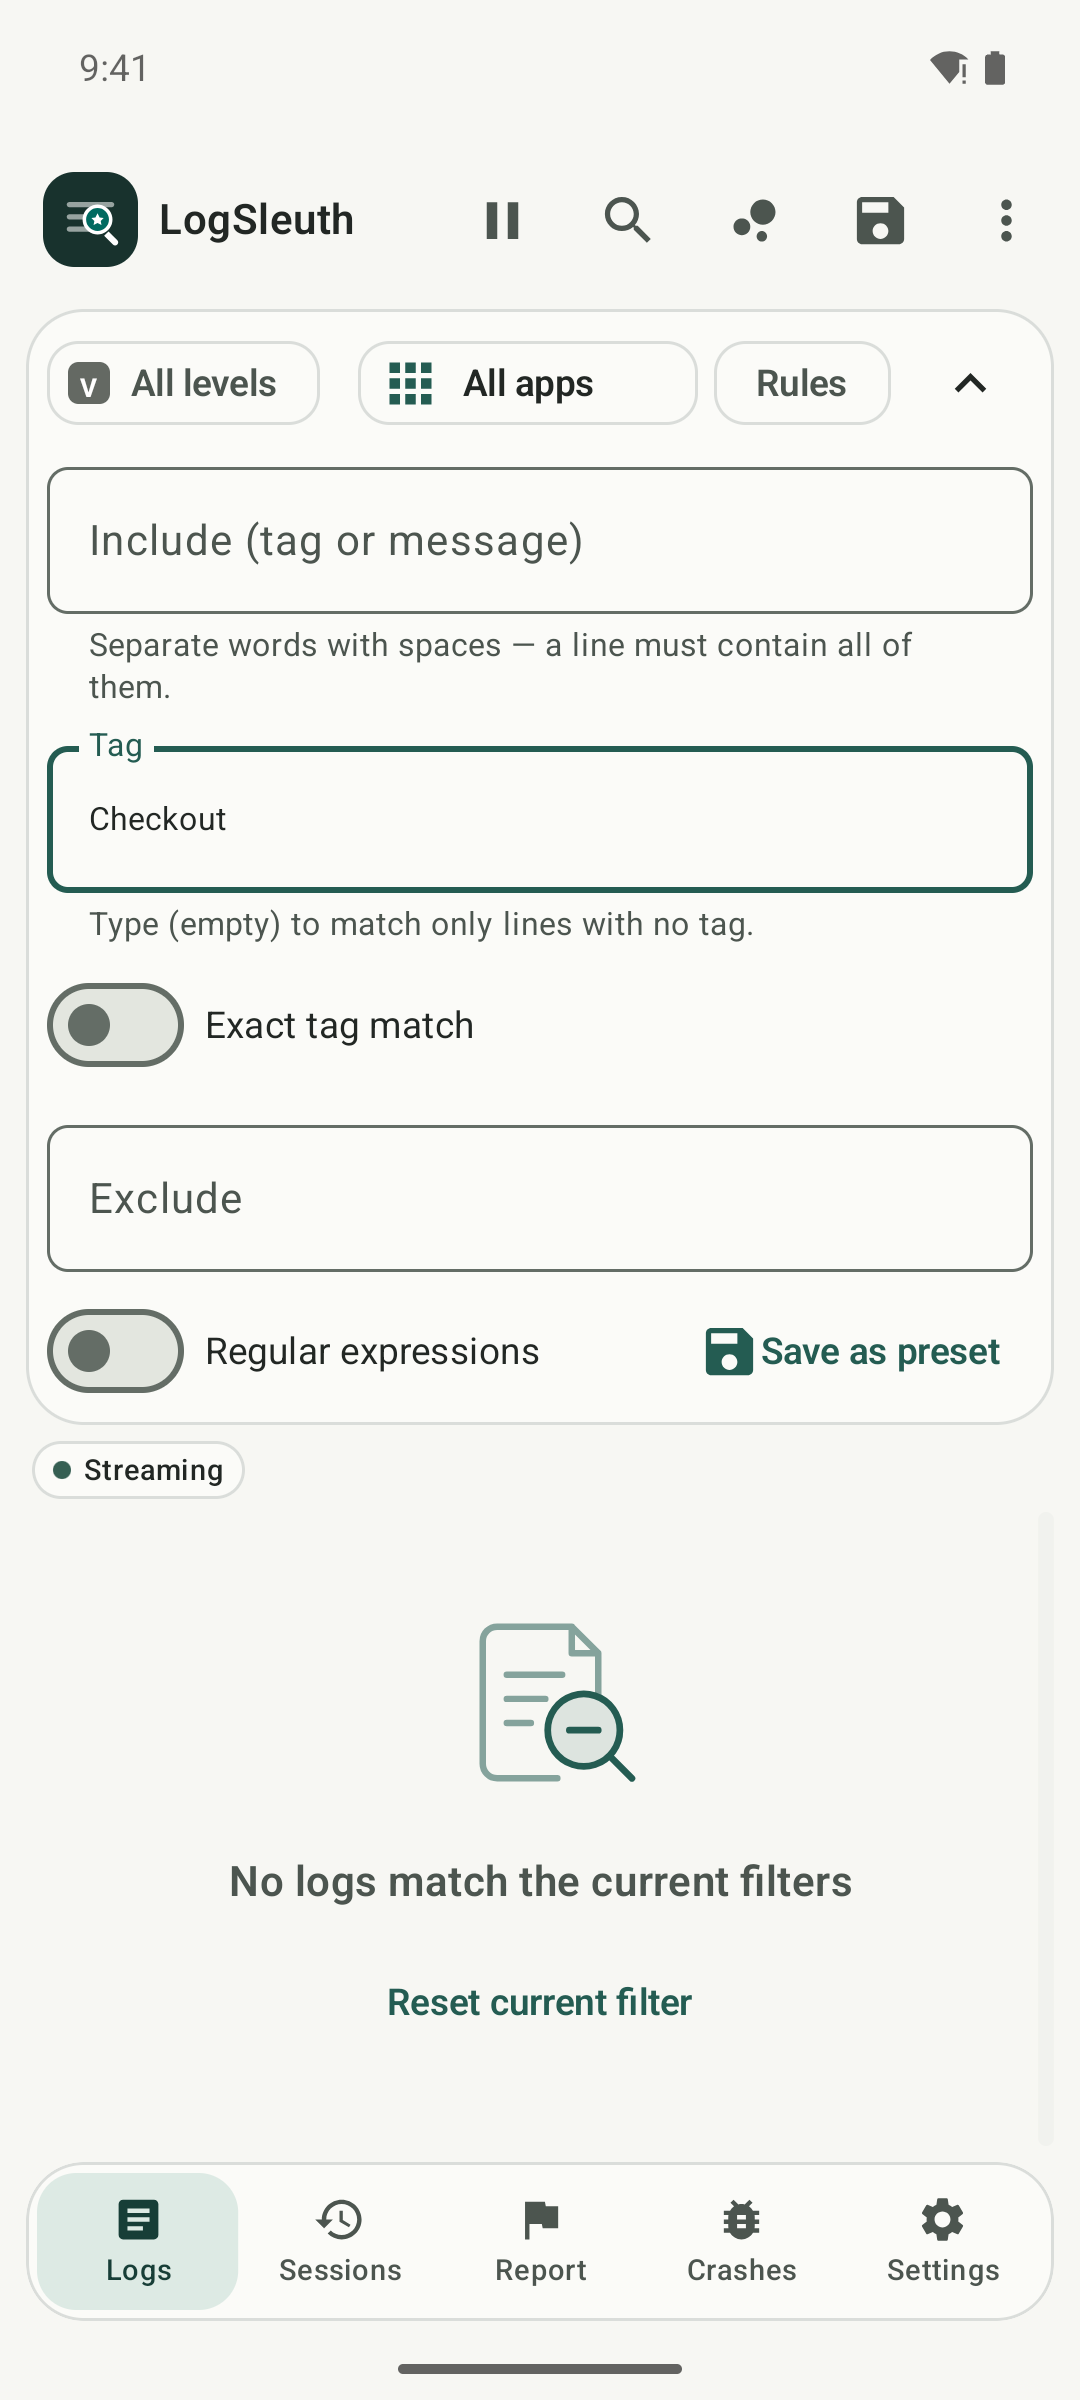 9:41
LogSleuth
V All levels
All apps
Rules
Include (tag or message)
Separate words with spaces — a line must contain all of
them.
Tag
Checkout
Type (empty) to match only lines with no tag.
Exact tag match
Exclude
Regular expressions
Save as preset
Streaming
No logs match the current filters
Reset current filter
Logs
Sessions
Report
Crashes
Settings